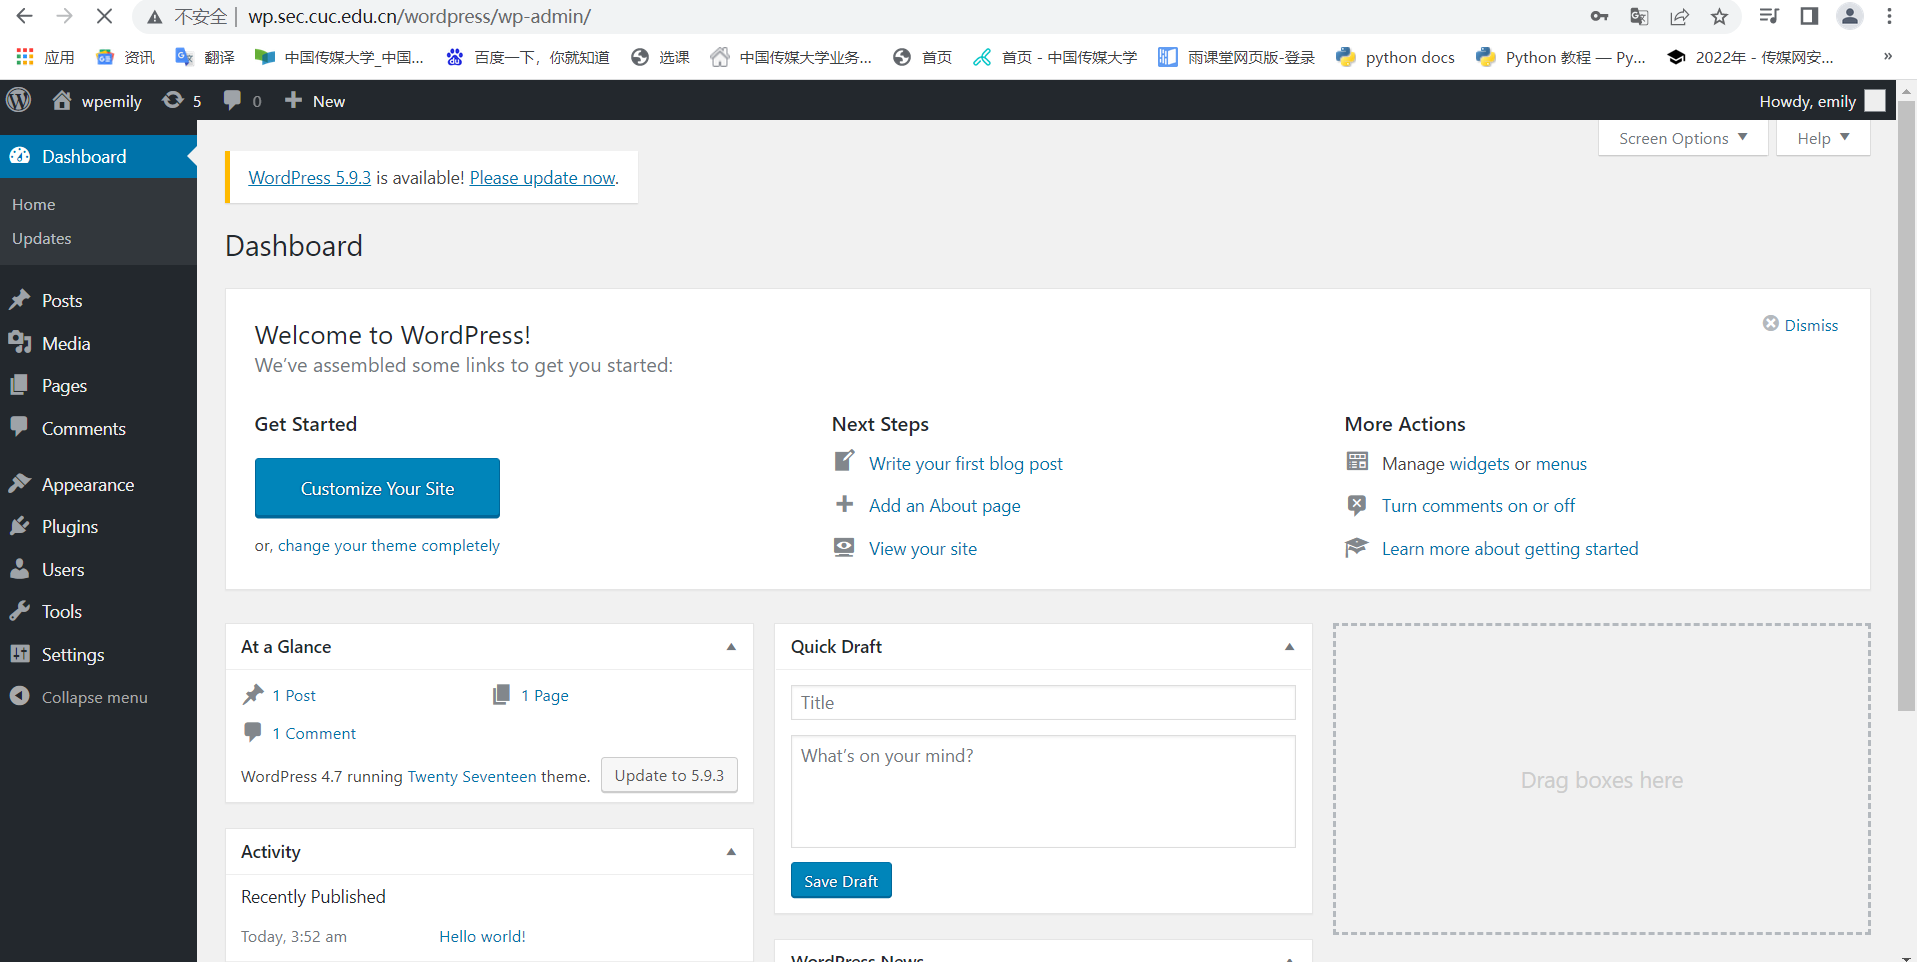 不安全 | wp.sec.cuc.edu.cn/wordpress/wp-admin/
应用 资讯 翻译 中国传媒大学_中国... 百度一下，你就知道 选课 中国传媒大学业务... 首页 首页 - 中国传媒大学 雨课堂网页版-登录 python docs Python 教程 — Py... 2022年 - 传媒网安... »
wpemily 5 0 New Howdy, emily
Screen Options Help
Dashboard
Home
Updates
Posts
Media
Pages
Comments
Appearance
Plugins
Users
Tools
Settings
Collapse menu
WordPress 5.9.3 is available! Please update now.
Dashboard
Welcome to WordPress!
We’ve assembled some links to get you started:
Dismiss
Get Started
Customize Your Site
or, change your theme completely
Next Steps
Write your first blog post
Add an About page
View your site
More Actions
Manage widgets or menus
Turn comments on or off
Learn more about getting started
At a Glance
1 Post 1 Page
1 Comment
WordPress 4.7 running Twenty Seventeen theme. Update to 5.9.3
Activity
Recently Published
Today, 3:52 am Hello world!
Quick Draft
Title
What’s on your mind?
Save Draft
WordPress News
Drag boxes here